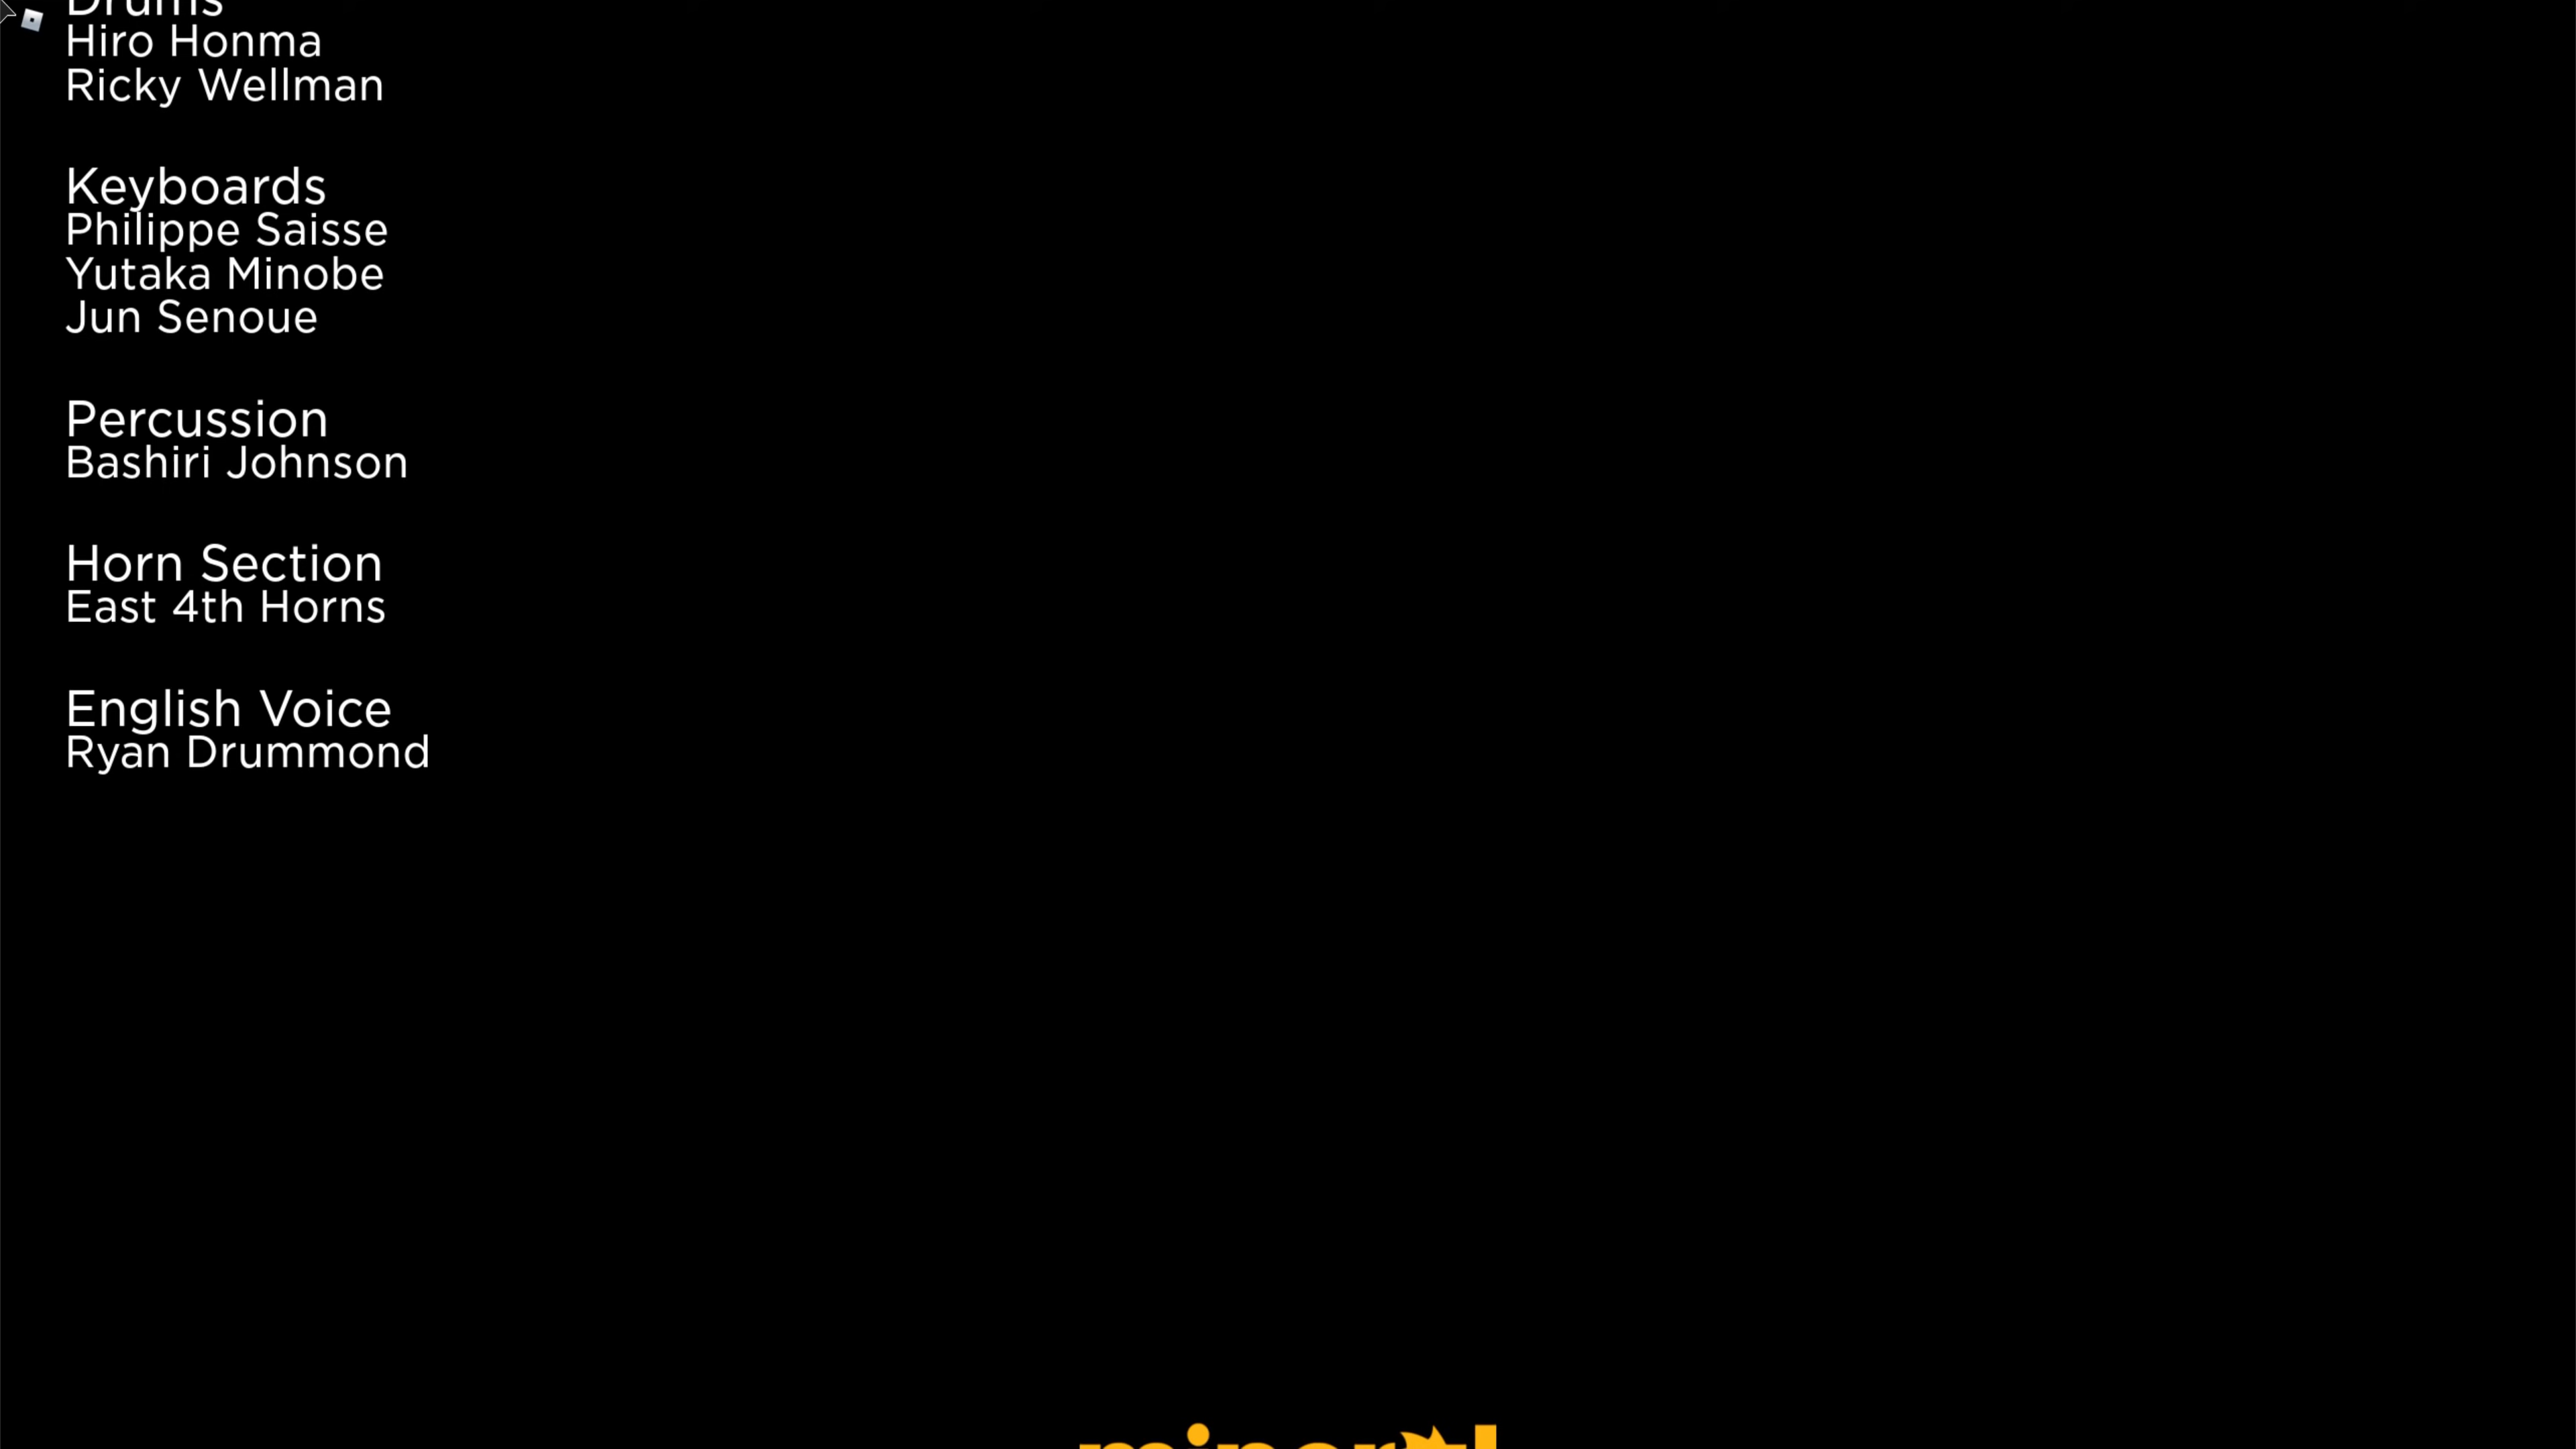 Drums
Hiro Honma
Ricky Wellman
Keyboards
Philippe Saisse
Yutaka Minobe
Jun Senoue
Percussion
Bashiri Johnson
Horn Section
East 4th Horns
English Voice
Ryan Drummond